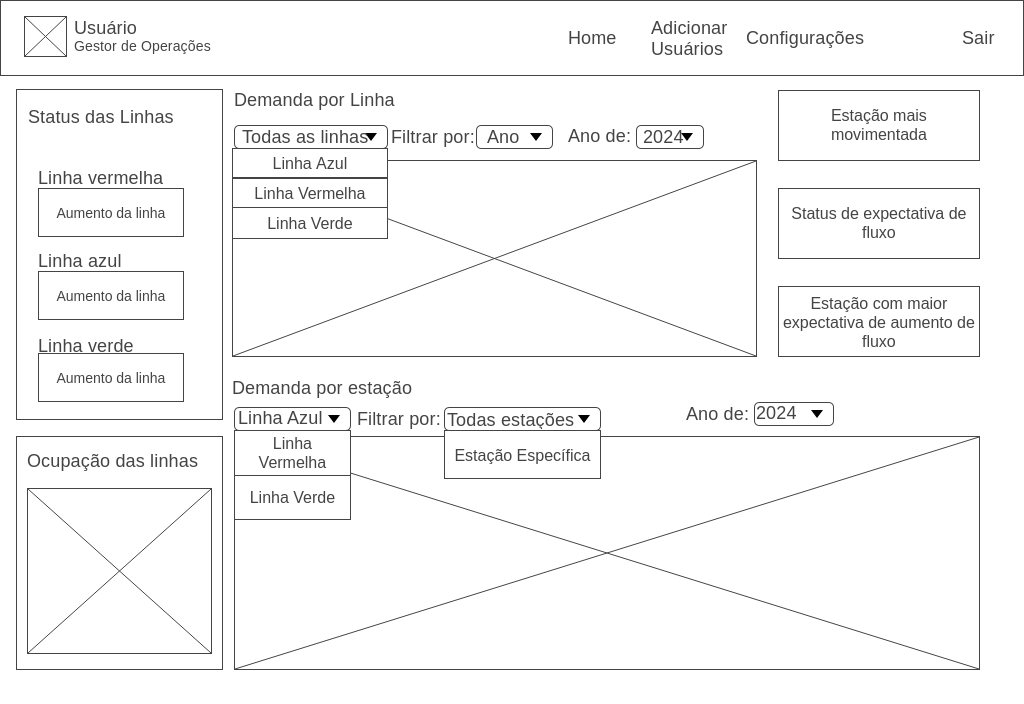 Usuário
Gestor de Operações
Home
Adicionar
Usuários
Configurações
Sair
Status das Linhas
Linha vermelha
Aumento da linha
Linha azul
Aumento da linha
Linha verde
Aumento da linha
Ocupação das linhas
Demanda por Linha
Todas as linhas
Filtrar por:
Ano
Ano de:
2024
Linha Azul
Linha Vermelha
Linha Verde
Estação mais
movimentada
Status de expectativa de
fluxo
Estação com maior
expectativa de aumento de
fluxo
Demanda por estação
Linha Azul
Filtrar por:
Todas estações
Ano de:
2024
Linha
Vermelha
Linha Verde
Estação Específica